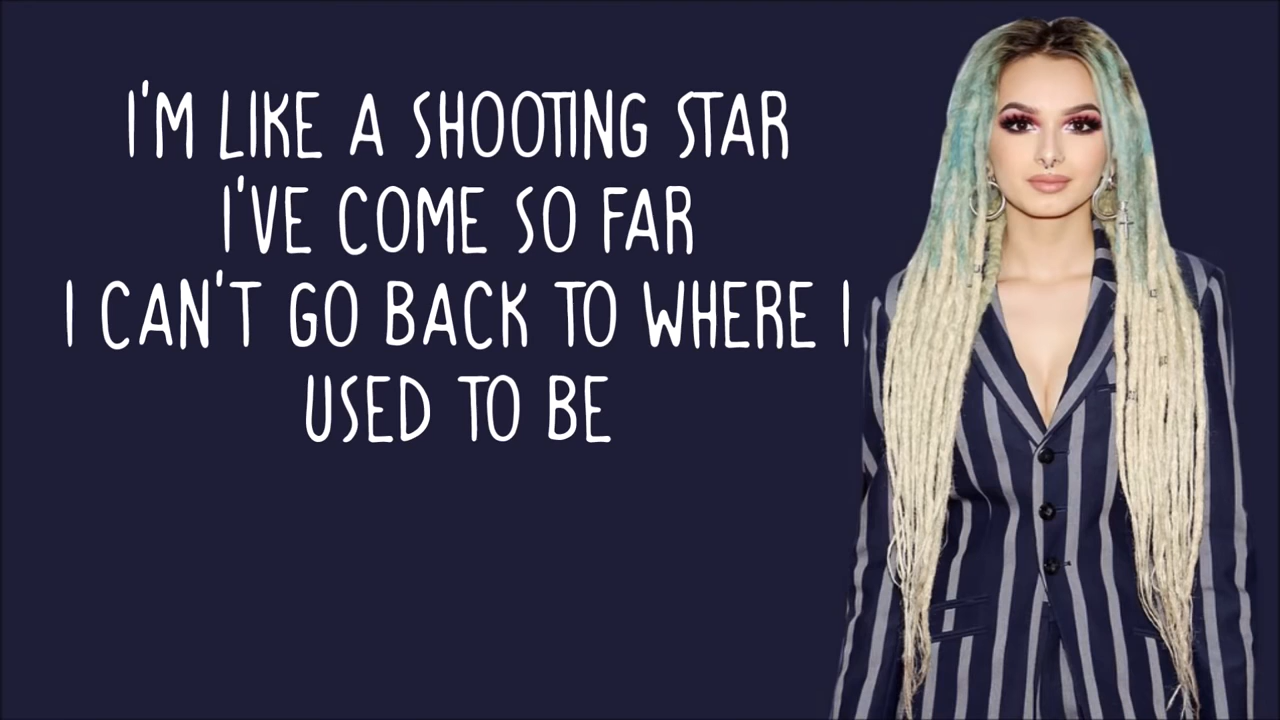 I'M LIKE A SHOOTING STAR
I'VE COME SO FAR
I CAN'T GO BACK TO WHERE I
USED TO BE